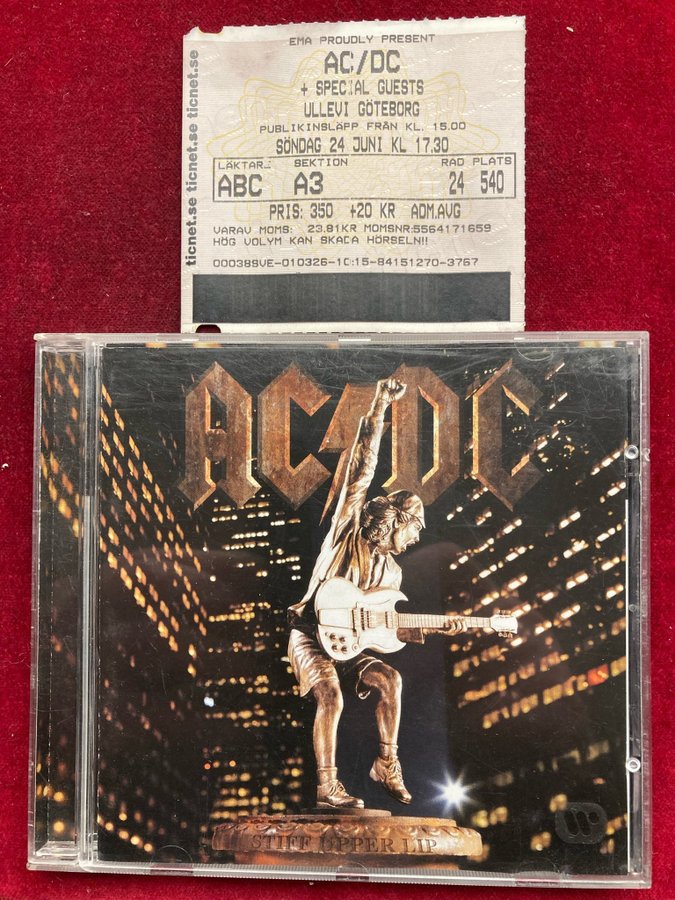 ticnet.se ticnet.se ticnet.se
EMA PROUDLY PRESENT
AC/DC
+ SPECIAL GUESTS
ULLEVI GÖTEBORG
PUBLIKINSLÄPP FRÅN KL. 15.00
SÖNDAG 24 JUNI KL 17.30
LÄKTAR. SEKTION RAD PLATS
ABC A3 24 540
PRIS: 350 +20 KR ADM.AVG
VARAV MOMS: 23.81KR MOMSNR:5564171659
HÖG VOLYM KAN SKADA HÖRSELN!!
00038SVE-010326-10:15-84151270-3767
AC DC
STIFF UPPER LIP